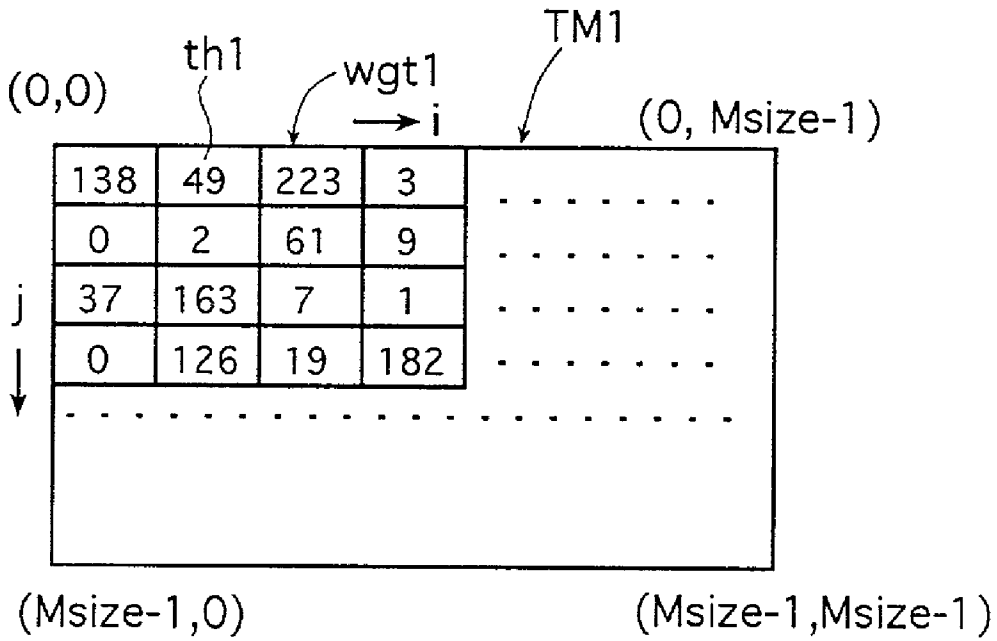 TM1
th1
wgt1
(0,0)
i
(0, Msize-1)
138 49 223 3
0 2 61 9
j
37 163 7 1
0 126 19 182
(Msize-1,0)
(Msize-1,Msize-1)